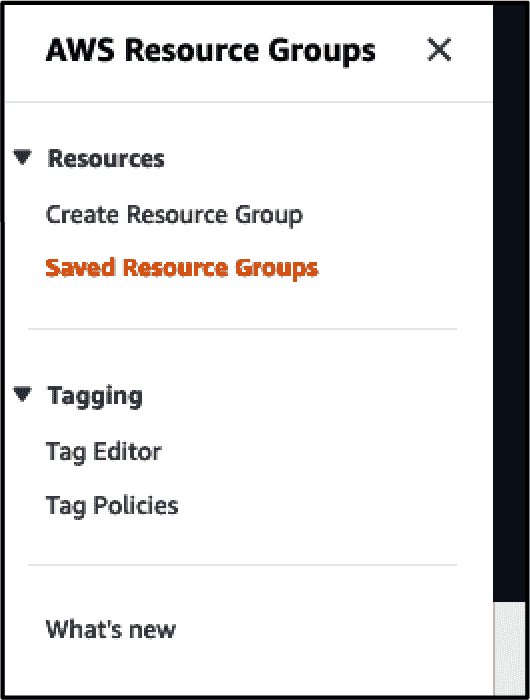 AWS Resource Groups
Resources
Create Resource Group
Saved Resource Groups
Tagging
Tag Editor
Tag Policies
What's new